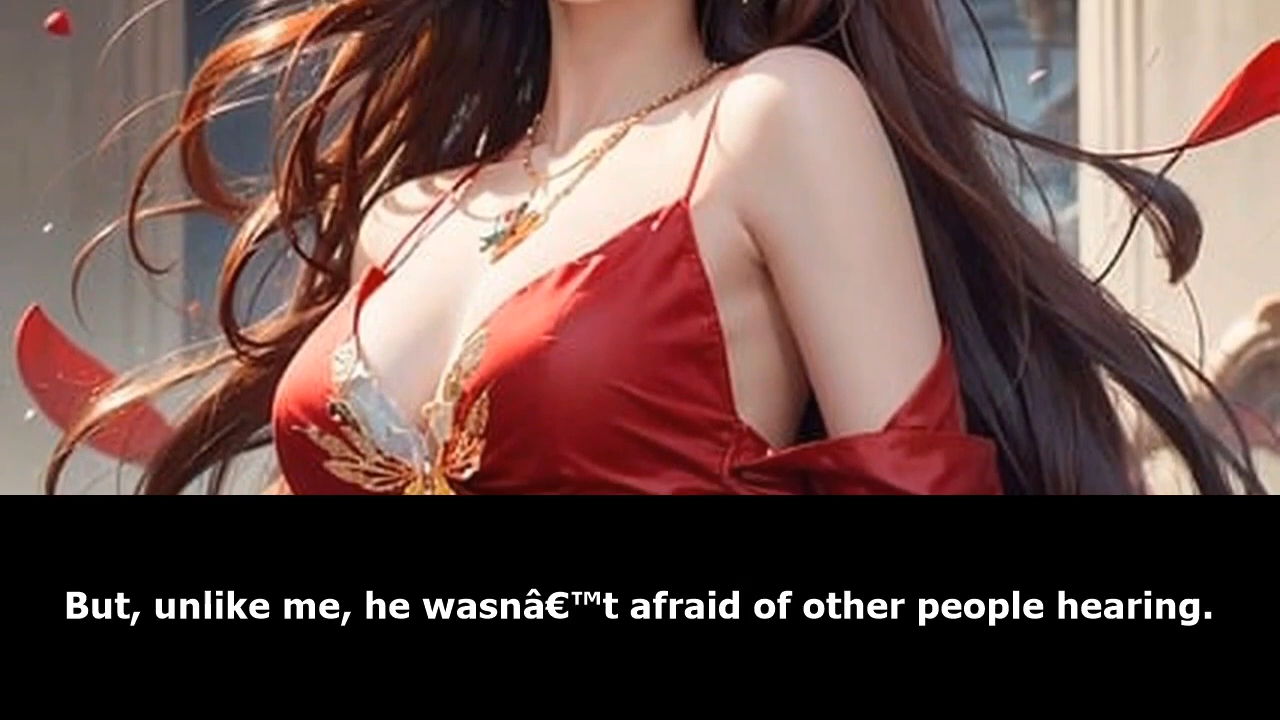 But, unlike me, he wasnâ€™t afraid of other people hearing.